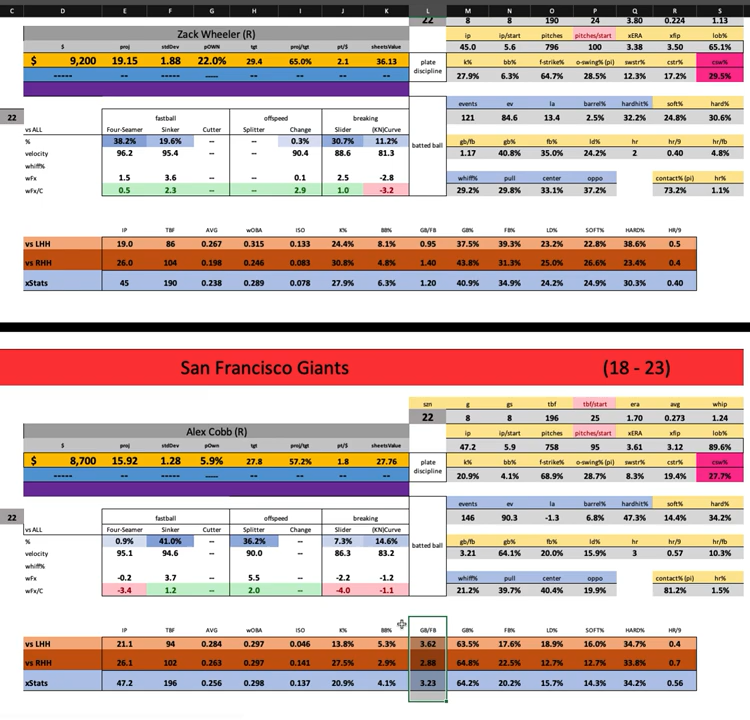 C D E F G H I J K L M N O P Q R S
22 8 8 190 24 3.80 0.224 1.13
Zack Wheeler (R) ip ip/start pitches pitches/start xERA xfip lob%
$ proj stdDev pOWN tgt proj/tgt pt/$ sheetsValue 45.0 5.6 796 100 3.38 3.50 65.1%
$ 9,200 19.15 1.88 22.0% 29.4 65.0% 2.1 36.13 plate discipline k% bb% f-strike% o-swing% (pi) swstr% cstr% csw%
----- -- ----- ---- -- -- -- -- 27.9% 6.3% 64.7% 28.5% 12.3% 17.2% 29.5%
22 events ev la barrel% hardhit% soft% hard%
fastball offspeed breaking 121 84.6 13.4 2.5% 32.2% 24.8% 30.6%
vs ALL Four-Seamer Sinker Cutter Splitter Change Slider (KN)Curve
% 38.2% 19.6% -- -- 0.3% 30.7% 11.2% batted ball gb/fb gb% fb% ld% hr hr/9 hr/fb
velocity 96.2 95.4 -- -- 90.4 88.6 81.3 1.17 40.8% 35.0% 24.2% 2 0.40 4.8%
whiff%
wFx 1.5 3.6 -- -- 0.1 2.5 -2.8 whiff% pull center oppo contact% (pi) hr%
wFx/C 0.5 2.3 -- -- 2.9 1.0 -3.2 29.2% 29.8% 33.1% 37.2% 73.2% 1.1%
IP TBF AVG wOBA ISO K% BB% GB/FB GB% FB% LD% SOFT% HARD% HR/9
vs LHH 19.0 86 0.267 0.315 0.133 24.4% 8.1% 0.95 37.5% 39.3% 23.2% 22.8% 38.6% 0.5
vs RHH 26.0 104 0.198 0.246 0.083 30.8% 4.8% 1.40 43.8% 31.3% 25.0% 26.6% 23.4% 0.4
xStats 45 190 0.238 0.289 0.078 27.9% 6.3% 1.20 40.9% 34.9% 24.2% 24.9% 30.3% 0.40
San Francisco Giants (18 - 23)
szn g gs tbf tbf/start era avg whip
22 8 8 196 25 1.70 0.273 1.24
Alex Cobb (R) ip ip/start pitches pitches/start xERA xfip lob%
$ proj stdDev pOwn tgt proj/tgt pt/$ sheetsValue 47.2 5.9 758 95 3.61 3.12 89.6%
$ 8,700 15.92 1.28 5.9% 27.8 57.2% 1.8 27.76 plate discipline k% bb% f-strike% o-swing% (pi) swstr% cstr% csw%
----- -- ----- ---- -- -- -- -- 20.9% 4.1% 68.9% 28.7% 8.3% 19.4% 27.7%
22 events ev la barrel% hardhit% soft% hard%
fastball offspeed breaking 146 90.3 -1.3 6.8% 47.3% 14.4% 34.2%
vs ALL Four-Seamer Sinker Cutter Splitter Change Slider (KN)Curve
% 0.9% 41.0% -- 36.2% -- 7.3% 14.6% batted ball gb/fb gb% fb% ld% hr hr/9 hr/fb
velocity 95.1 94.6 -- 90.0 -- 86.3 83.2 3.21 64.1% 20.0% 15.9% 3 0.57 10.3%
whiff%
wFx -0.2 3.7 -- 5.5 -- -2.2 -1.2 whiff% pull center oppo contact% (pi) hr%
wFx/C -3.4 1.2 -- 2.0 -- -4.0 -1.1 21.2% 39.7% 40.4% 19.9% 81.2% 1.5%
IP TBF AVG wOBA ISO K% BB% GB/FB GB% FB% LD% SOFT% HARD% HR/9
vs LHH 21.1 94 0.284 0.297 0.046 13.8% 5.3% 3.62 63.5% 17.6% 18.9% 16.0% 34.7% 0.4
vs RHH 26.1 102 0.263 0.297 0.141 27.5% 2.9% 2.88 64.8% 22.5% 12.7% 12.7% 33.8% 0.7
xStats 47.2 196 0.256 0.298 0.137 20.9% 4.1% 3.23 64.2% 20.2% 15.7% 14.3% 34.2% 0.56